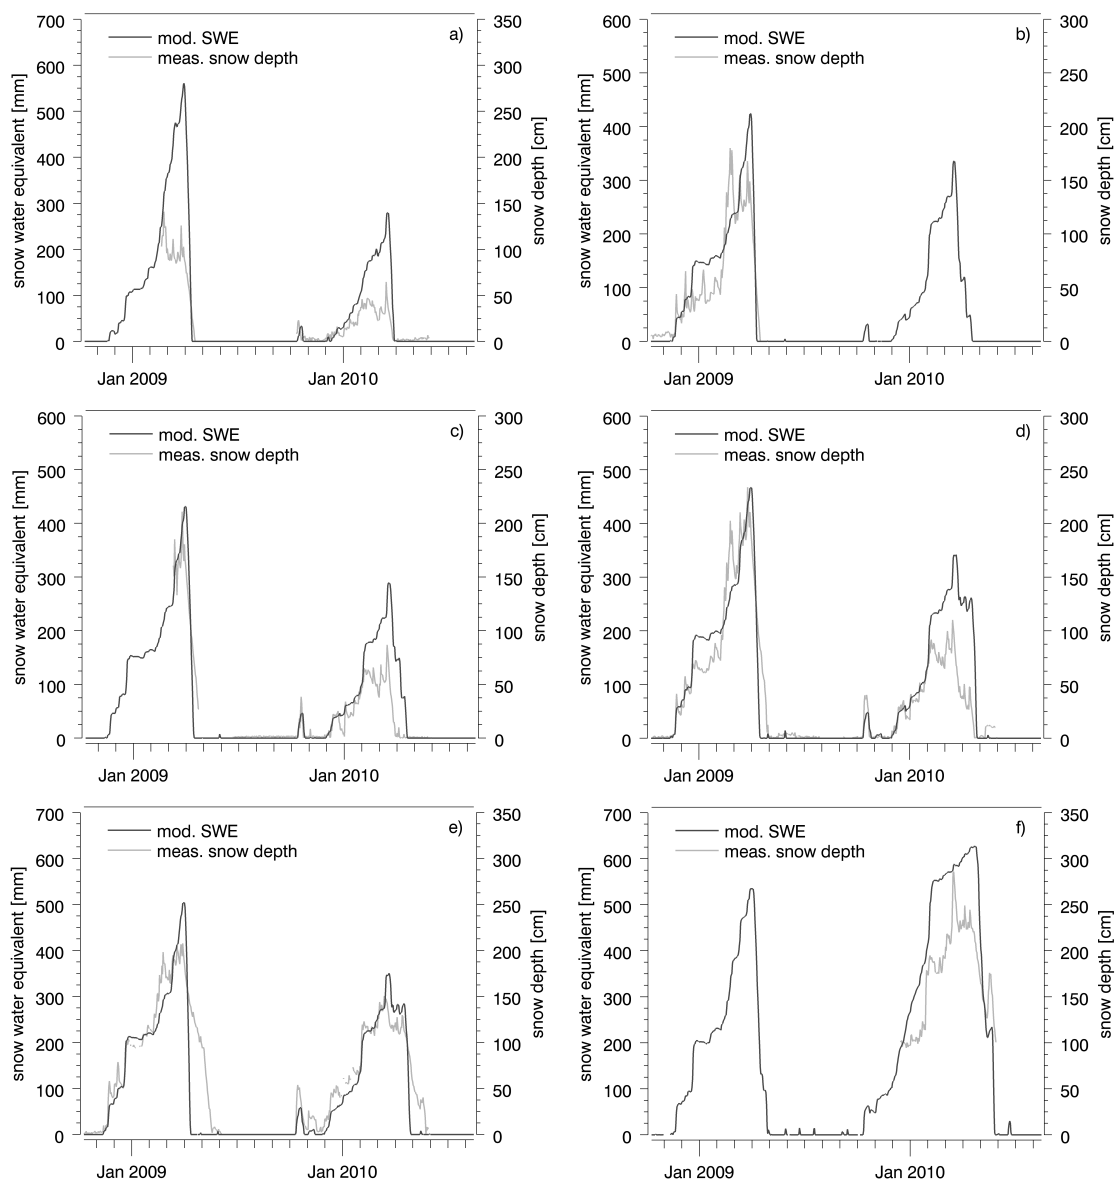 a)
mod. SWE
meas. snow depth
700
600
500
400
300
200
100
0
350
300
250
200
150
100
50
0
snow water equivalent [mm]
snow depth [cm]
Jan 2009
Jan 2010
b)
mod. SWE
meas. snow depth
600
500
400
300
200
100
0
300
250
200
150
100
50
0
snow water equivalent [mm]
snow depth [cm]
Jan 2009
Jan 2010
c)
mod. SWE
meas. snow depth
600
500
400
300
200
100
0
300
250
200
150
100
50
0
snow water equivalent [mm]
snow depth [cm]
Jan 2009
Jan 2010
d)
mod. SWE
meas. snow depth
600
500
400
300
200
100
0
300
250
200
150
100
50
0
snow water equivalent [mm]
snow depth [cm]
Jan 2009
Jan 2010
e)
mod. SWE
meas. snow depth
700
600
500
400
300
200
100
0
350
300
250
200
150
100
50
0
snow water equivalent [mm]
snow depth [cm]
Jan 2009
Jan 2010
f)
mod. SWE
meas. snow depth
700
600
500
400
300
200
100
0
350
300
250
200
150
100
50
0
snow water equivalent [mm]
snow depth [cm]
Jan 2009
Jan 2010